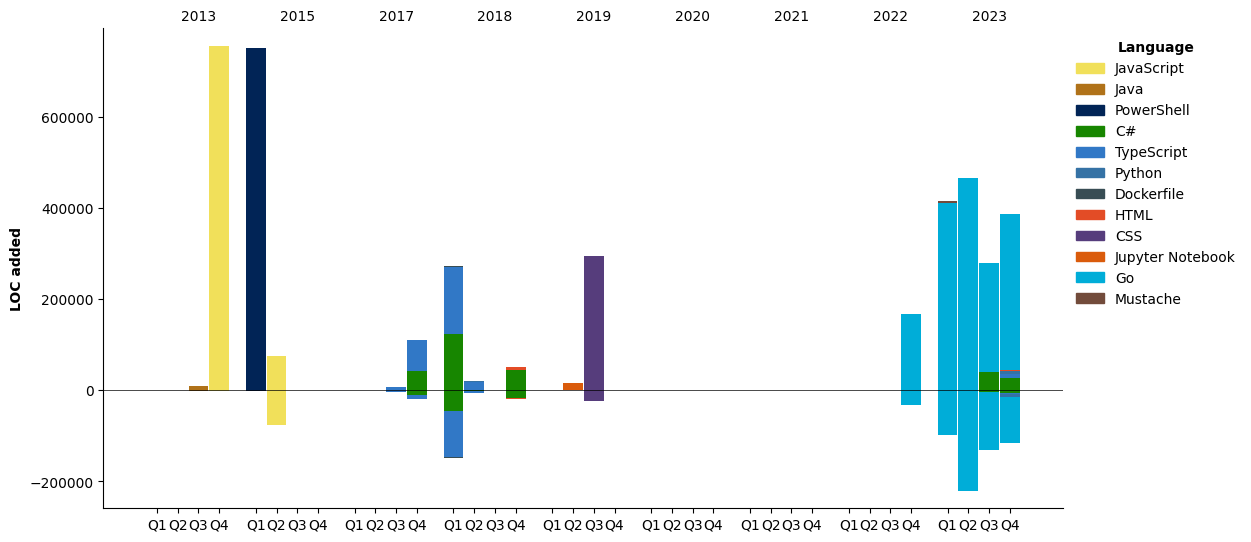 2013 2015 2017 2018 2019 2020 2021 2022 2023
LOC added
600000
400000
200000
0
−200000
Q1 Q2 Q3 Q4 Q1 Q2 Q3 Q4 Q1 Q2 Q3 Q4 Q1 Q2 Q3 Q4 Q1 Q2 Q3 Q4 Q1 Q2 Q3 Q4 Q1 Q2 Q3 Q4 Q1 Q2 Q3 Q4 Q1 Q2 Q3 Q4
Language
JavaScript
Java
PowerShell
C#
TypeScript
Python
Dockerfile
HTML
CSS
Jupyter Notebook
Go
Mustache